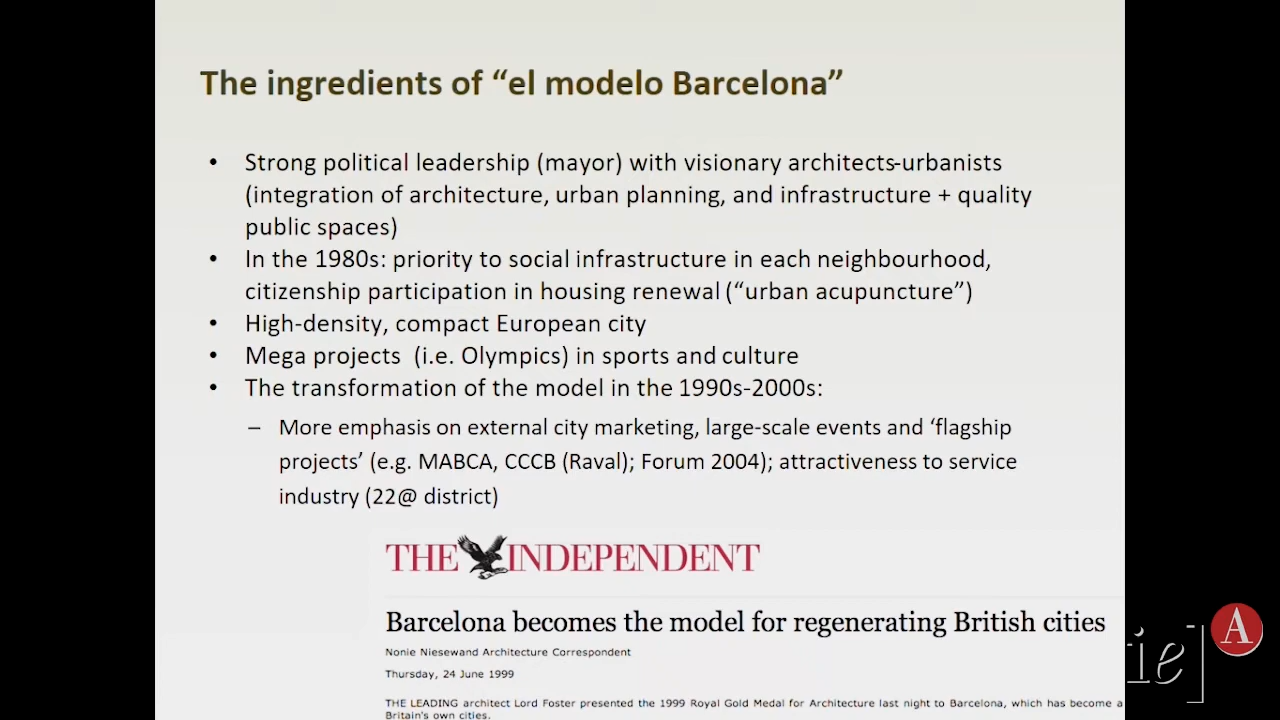 The ingredients of “el modelo Barcelona”
• Strong political leadership (mayor) with visionary architects-urbanists
(integration of architecture, urban planning, and infrastructure + quality
public spaces)
• In the 1980s: priority to social infrastructure in each neighbourhood,
citizenship participation in housing renewal (“urban acupuncture”)
• High-density, compact European city
• Mega projects (i.e. Olympics) in sports and culture
• The transformation of the model in the 1990s-2000s:
– More emphasis on external city marketing, large-scale events and ‘flagship
projects’ (e.g. MABCA, CCCB (Raval); Forum 2004); attractiveness to service
industry (22@ district)
THE INDEPENDENT
Barcelona becomes the model for regenerating British cities
Nonie Niesewand Architecture Correspondent
Thursday, 24 June 1999
THE LEADING architect Lord Foster presented the 1999 Royal Gold Medal for Architecture last night to Barcelona, which has become a
Britain's own cities.
ie] A